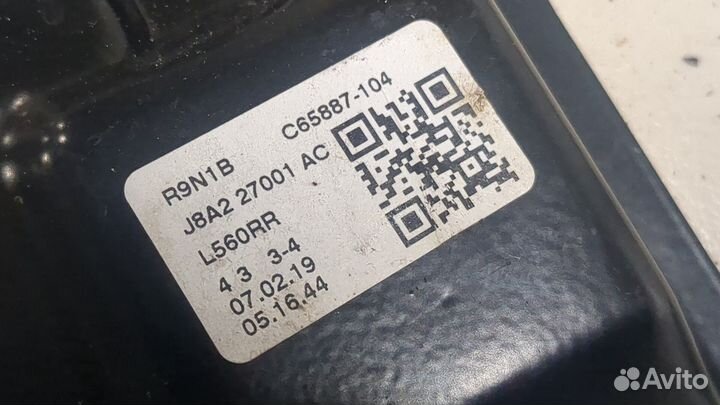 R9N1B C65887-104
J8A2 27001 AC
L560RR
4 3 3-4
07.02.19
05.16.44
Avito